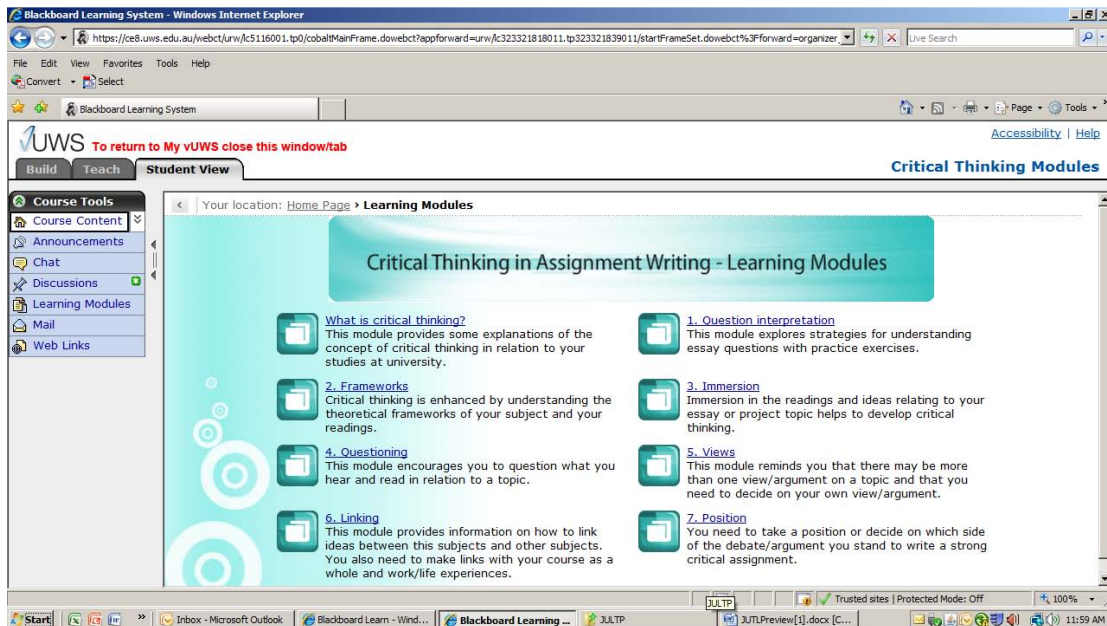 Blackboard Learning System - Windows Internet Explorer
https://ce8.uws.edu.au/webct/urw/lc5116001.tp0/cobaltMainFrame.dowebct?appforward=urw/lc323321818011.tp323321839011/startFrameSet.dowebct%3Fforward=organizer_
Live Search
File Edit View Favorites Tools Help
Convert Select
Blackboard Learning System
Page Tools
vUWS To return to My vUWS close this window/tab
Accessibility | Help
Build Teach Student View
Critical Thinking Modules
Course Tools
Course Content
Announcements
Chat
Discussions
Learning Modules
Mail
Web Links
Your location: Home Page › Learning Modules
Critical Thinking in Assignment Writing - Learning Modules
What is critical thinking?
This module provides some explanations of the
concept of critical thinking in relation to your
studies at university.
1. Question interpretation
This module explores strategies for understanding
essay questions with practice exercises.
2. Frameworks
Critical thinking is enhanced by understanding the
theoretical frameworks of your subject and your
readings.
3. Immersion
Immersion in the readings and ideas relating to your
essay or project topic helps to develop critical
thinking.
4. Questioning
This module encourages you to question what you
hear and read in relation to a topic.
5. Views
This module reminds you that there may be more
than one view/argument on a topic and that you
need to decide on your own view/argument.
6. Linking
This module provides information on how to link
ideas between this subjects and other subjects.
You also need to make links with your course as a
whole and work/life experiences.
7. Position
You need to take a position or decide on which side
of the debate/argument you stand to write a strong
critical assignment.
JULTP
Trusted sites | Protected Mode: Off
100%
Start
Inbox - Microsoft Outlook
Blackboard Learn - Wind...
Blackboard Learning ...
JULTP
JUTLPreview[1].docx [C...
11:59 AM